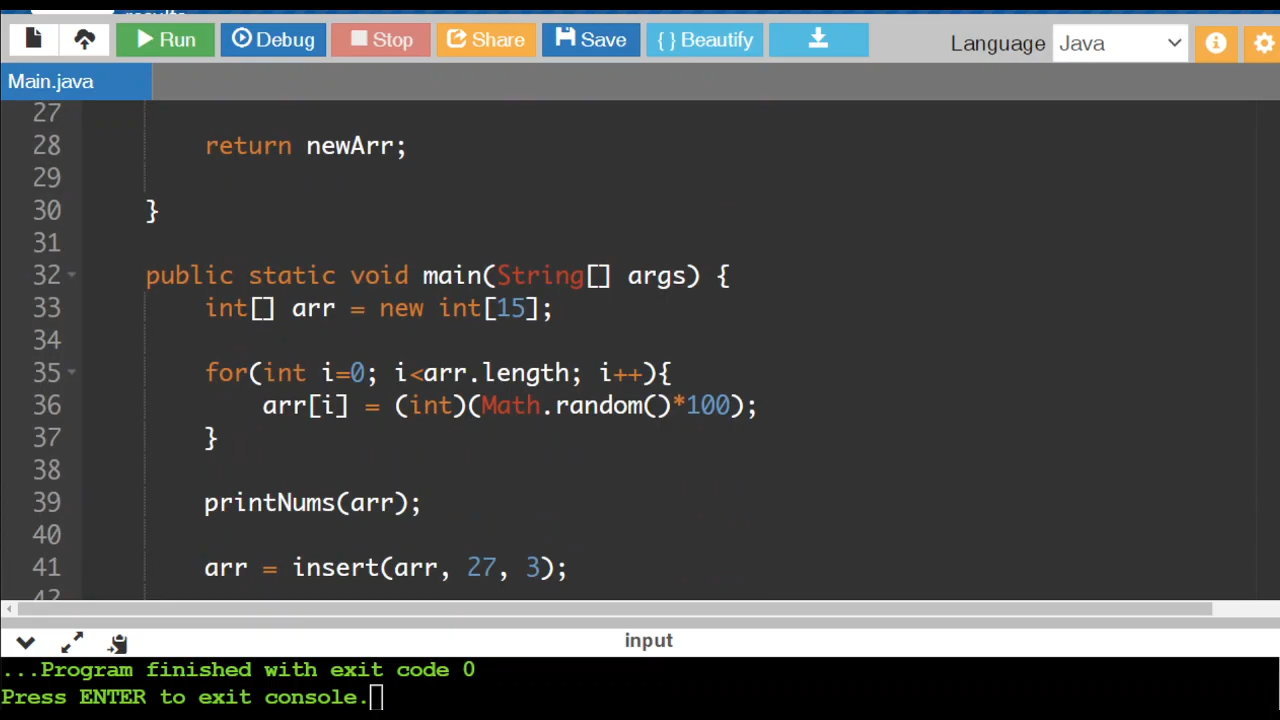 Run Debug Stop Share Save { } Beautify Language Java
Main.java
27
28 return newArr;
29
30 }
31
32 public static void main(String[] args) {
33 int[] arr = new int[15];
34
35 for(int i=0; i<arr.length; i++){
36 arr[i] = (int)(Math.random()*100);
37 }
38
39 printNums(arr);
40
41 arr = insert(arr, 27, 3);
42
input
...Program finished with exit code 0
Press ENTER to exit console.